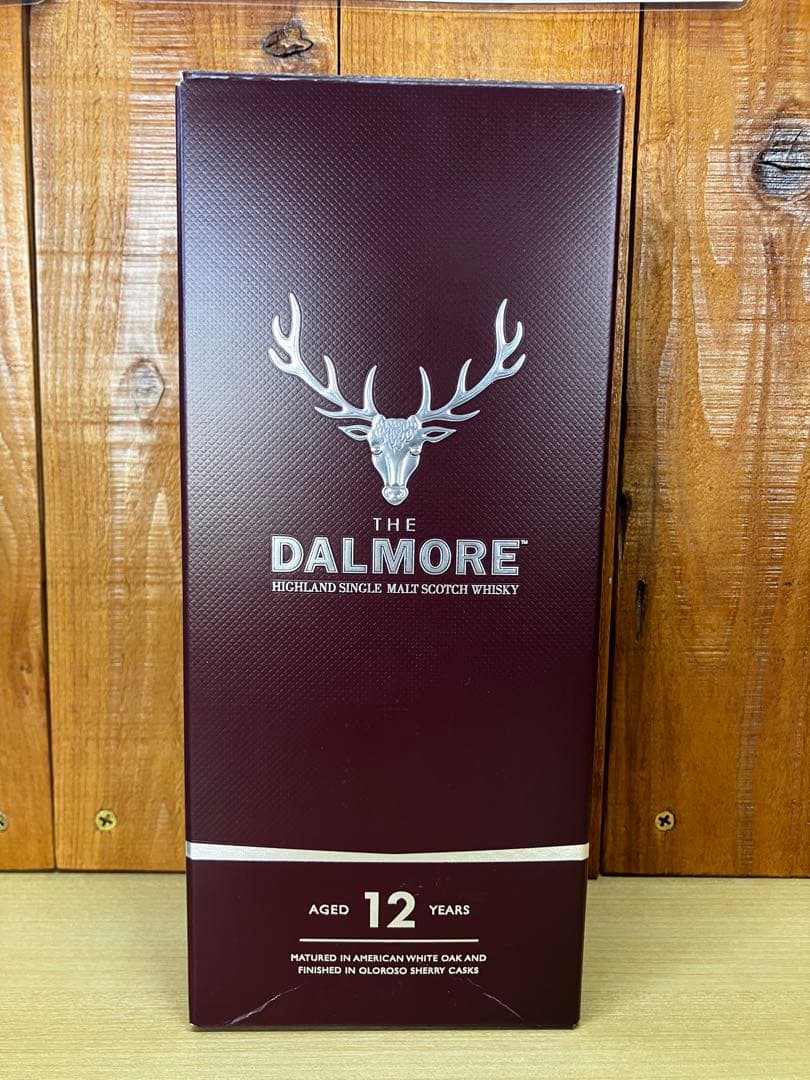 THE
DALMORE™
HIGHLAND SINGLE MALT SCOTCH WHISKY
AGED 12 YEARS
MATURED IN AMERICAN WHITE OAK AND
FINISHED IN OLOROSO SHERRY CASKS